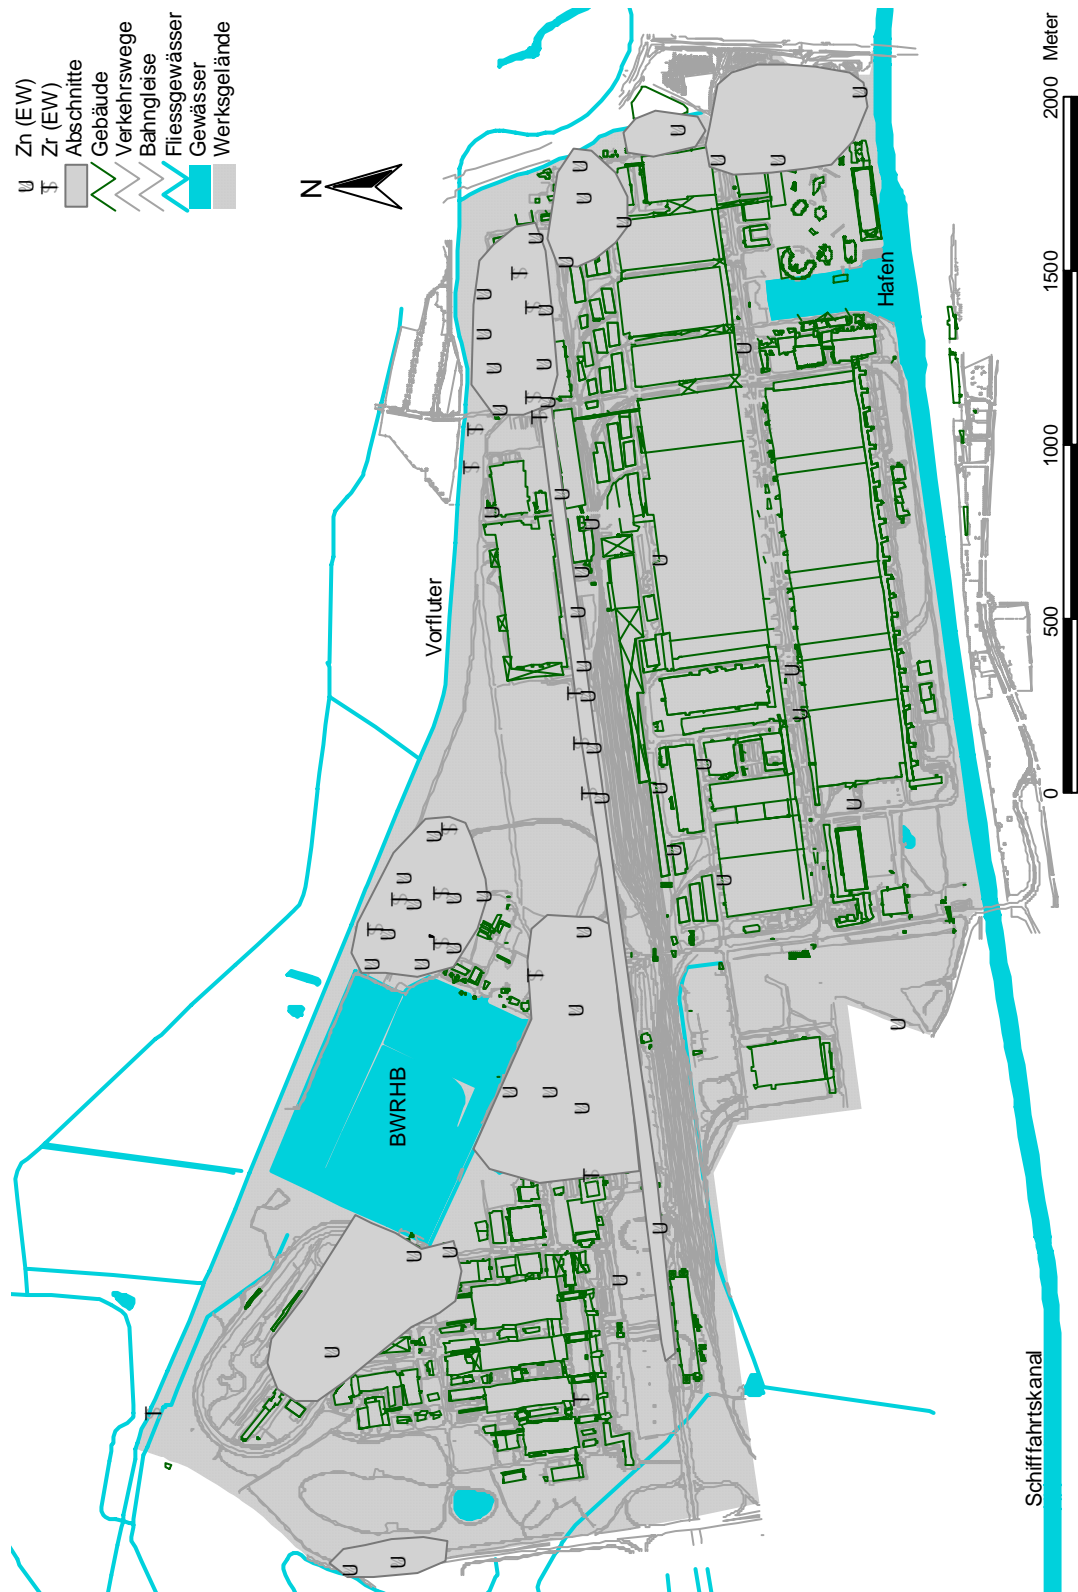 Zn (EW)
Zr (EW)
Abschnitte
Gebäude
Verkehrswege
Bahngleise
Fliessgewässer
Gewässer
Werksgelände
N
Vorfluter
BWRHB
Hafen
Schifffahrtskanal
0 500 1000 1500 2000 Meter